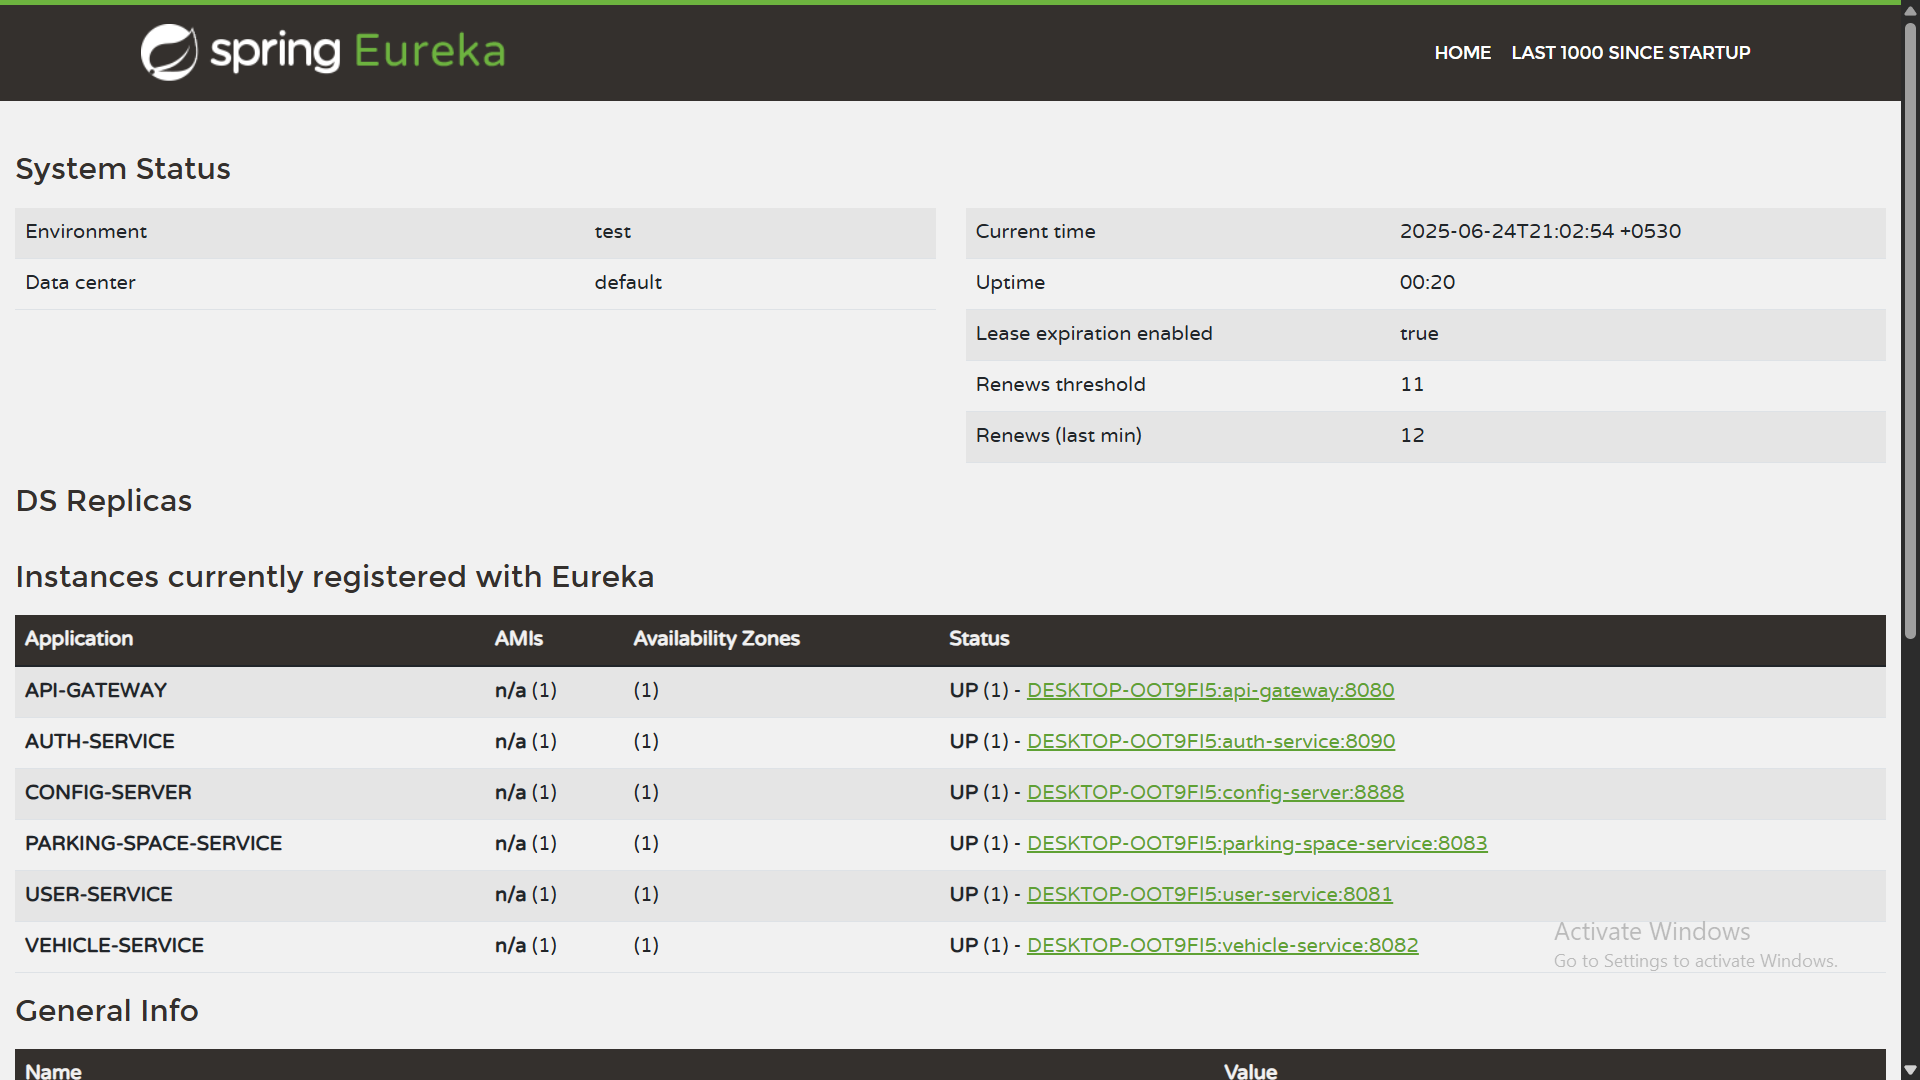 spring Eureka
HOME LAST 1000 SINCE STARTUP
System Status
Environment test
Data center default
Current time 2025-06-24T21:02:54 +0530
Uptime 00:20
Lease expiration enabled true
Renews threshold 11
Renews (last min) 12
DS Replicas
Instances currently registered with Eureka
Application AMIs Availability Zones Status
API-GATEWAY n/a (1) (1) UP (1) - DESKTOP-OOT9FI5:api-gateway:8080
AUTH-SERVICE n/a (1) (1) UP (1) - DESKTOP-OOT9FI5:auth-service:8090
CONFIG-SERVER n/a (1) (1) UP (1) - DESKTOP-OOT9FI5:config-server:8888
PARKING-SPACE-SERVICE n/a (1) (1) UP (1) - DESKTOP-OOT9FI5:parking-space-service:8083
USER-SERVICE n/a (1) (1) UP (1) - DESKTOP-OOT9FI5:user-service:8081
VEHICLE-SERVICE n/a (1) (1) UP (1) - DESKTOP-OOT9FI5:vehicle-service:8082
Activate Windows
Go to Settings to activate Windows.
General Info
Name Value